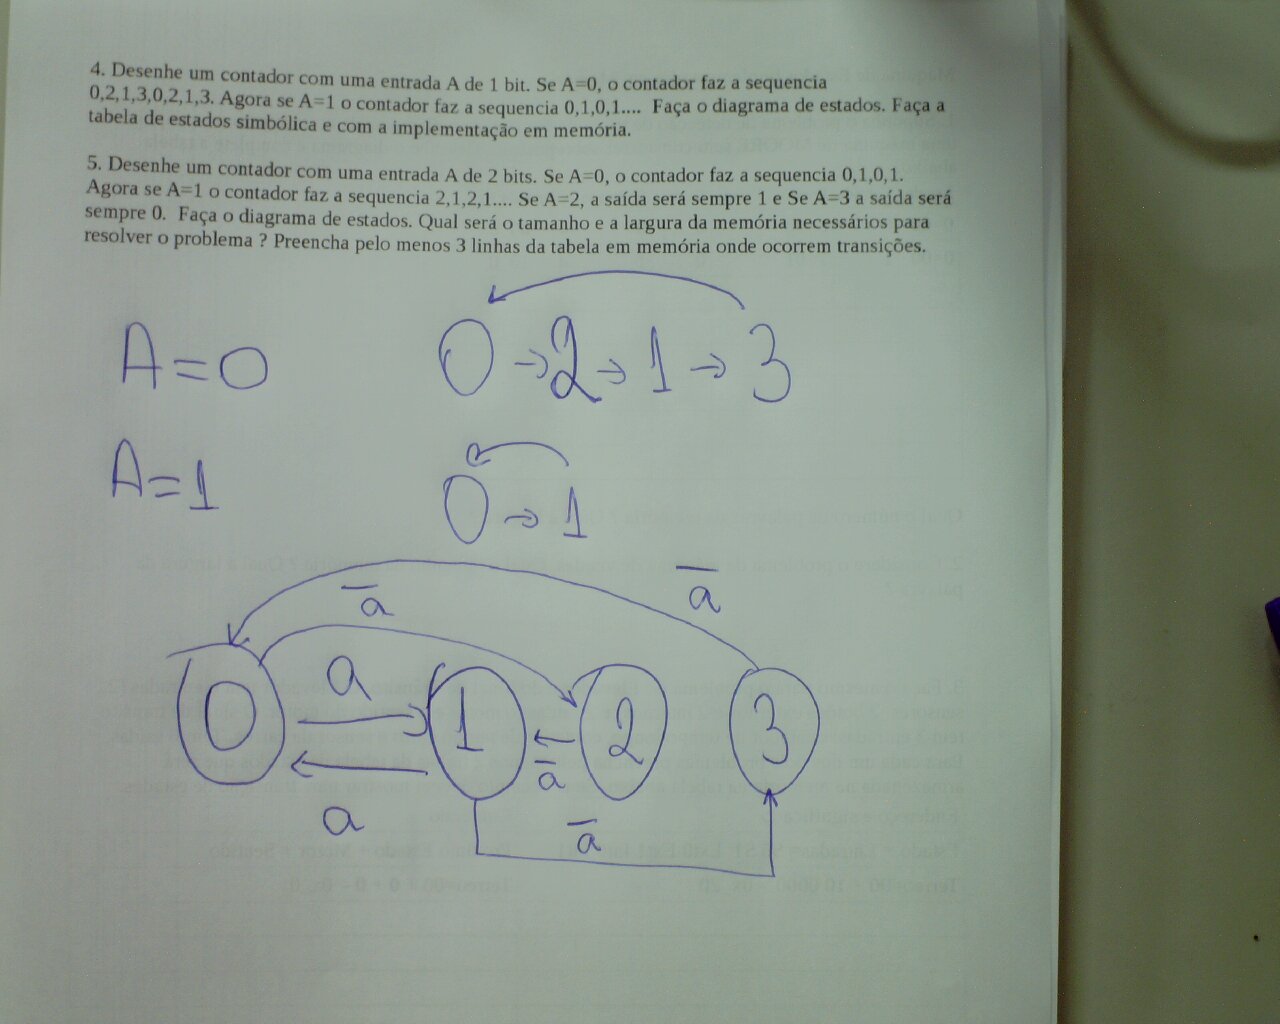 4. Desenhe um contador com uma entrada A de 1 bit. Se A=0, o contador faz a sequencia
0,2,1,3,0,2,1,3. Agora se A=1 o contador faz a sequencia 0,1,0,1.... Faça o diagrama de estados. Faça a
tabela de estados simbólica e com a implementação em memória.
5. Desenhe um contador com uma entrada A de 2 bits. Se A=0, o contador faz a sequencia 0,1,0,1.
Agora se A=1 o contador faz a sequencia 2,1,2,1.... Se A=2, a saída será sempre 1 e Se A=3 a saída será
sempre 0. Faça o diagrama de estados. Qual será o tamanho e a largura da memória necessários para
resolver o problema ? Preencha pelo menos 3 linhas da tabela em memória onde ocorrem transições.
A=0 0→2→1→3
A=1 0→1
a̅ a̅
a
0 1 2 3
a̅
a a̅